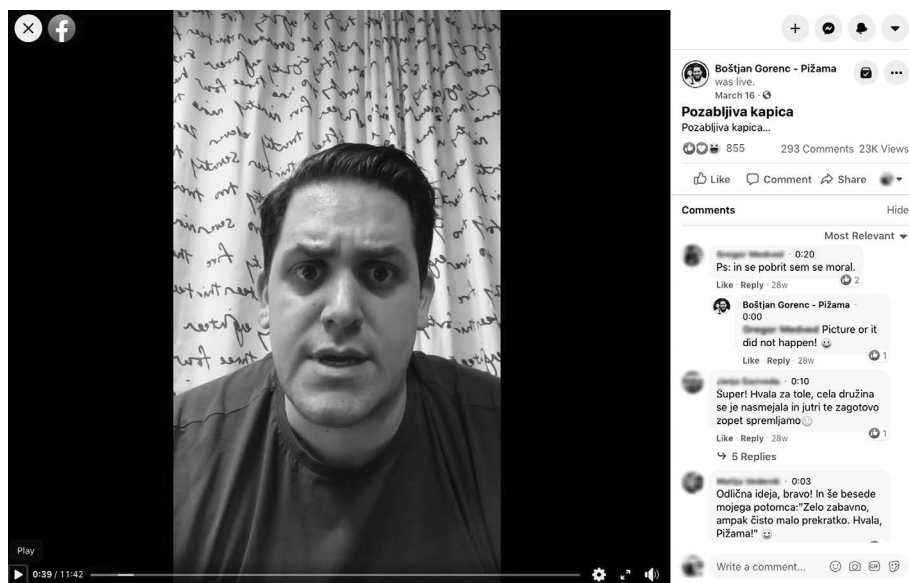 Boštjan Gorenc - Pižama
was live.
March 16 ·
Pozabljiva kapica
Pozabljiva kapica...
855
293 Comments 23K Views
Like
Comment
Share
Comments
Hide
Most Relevant
· 0:20
Ps: in se pobrit sem se moral.
Like · Reply · 28w
2
Boštjan Gorenc - Pižama ·
0:00
Picture or it
did not happen!
Like · Reply · 28w
1
· 0:10
Super! Hvala za tole, cela družina
se je nasmejala in jutri te zagotovo
zopet spremljamo
Like · Reply · 28w
1
5 Replies
· 0:03
Odlična ideja, bravo! In še besede
mojega potomca:"Zelo zabavno,
ampak čisto malo prekratko. Hvala,
Pižama!"
Write a comment...
GIF
Play
0:39 / 11:42